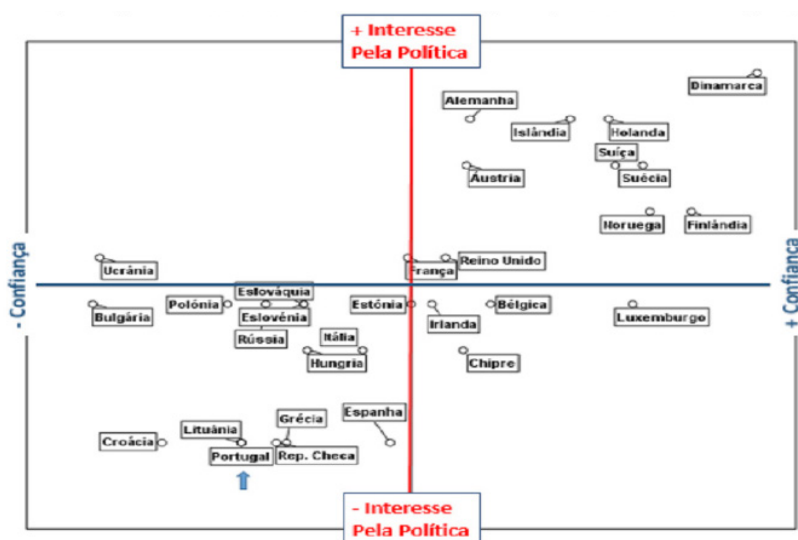 + Interesse
Pela Política
Dinamarca
Alemanha
Islândia
Holanda
Suíça
Áustria
Suécia
Noruega
Finlândia
- Confiança
+ Confiança
Ucrânia
França
Reino Unido
Eslováquia
Bulgária
Polónia
Eslovénia
Estónia
Irlanda
Bélgica
Luxemburgo
Rússia
Itália
Hungria
Chipre
Espanha
Grécia
Lituânia
Croácia
Portugal
Rep. Checa
- Interesse
Pela Política